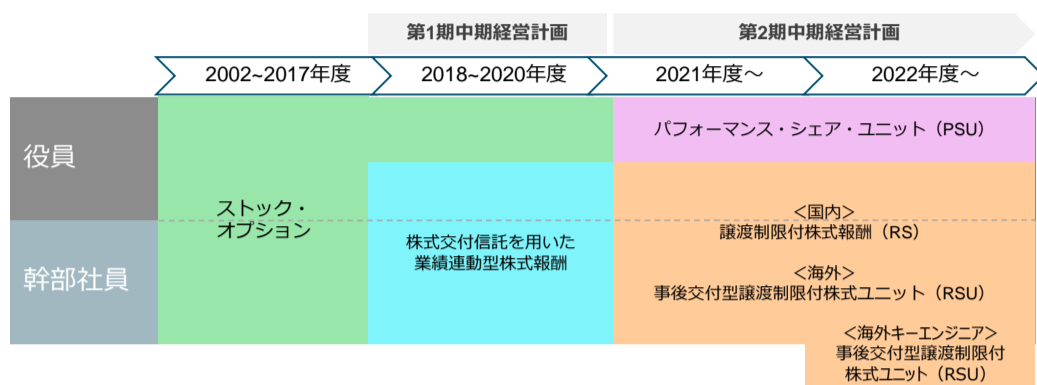 第1期中期経営計画
第2期中期経営計画
2002~2017年度
2018~2020年度
2021年度～
2022年度～
役員
幹部社員
ストック・
オプション
株式交付信託を用いた
業績連動型株式報酬
パフォーマンス・シェア・ユニット（PSU）
＜国内＞
譲渡制限付株式報酬（RS）
＜海外＞
事後交付型譲渡制限付株式ユニット（RSU）
＜海外キーエンジニア＞
事後交付型譲渡制限付
株式ユニット（RSU）